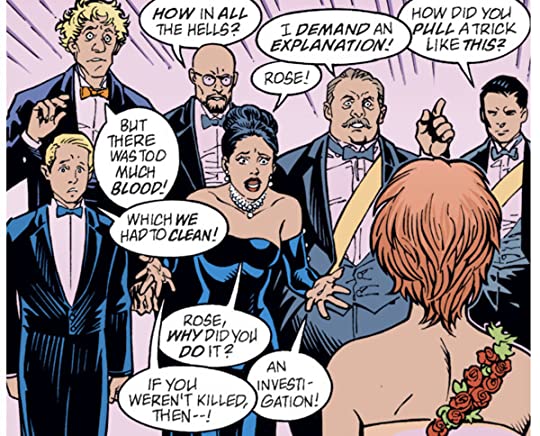 HOW IN ALL
THE HELLS?
ROSE!
I DEMAND AN
EXPLANATION!
HOW DID YOU
PULL A TRICK
LIKE THIS?
BUT
THERE
WAS TOO
MUCH
BLOOD!
WHICH WE
HAD TO CLEAN!
ROSE,
WHY DID YOU
DO IT?
IF YOU
WEREN'T KILLED,
THEN--!
AN
INVESTI-
GATION!